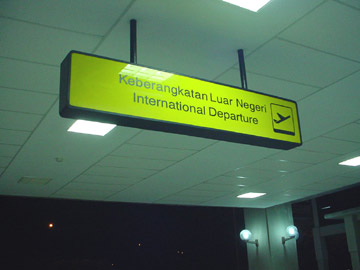 Keberangkatan Luar Negeri
International Departure